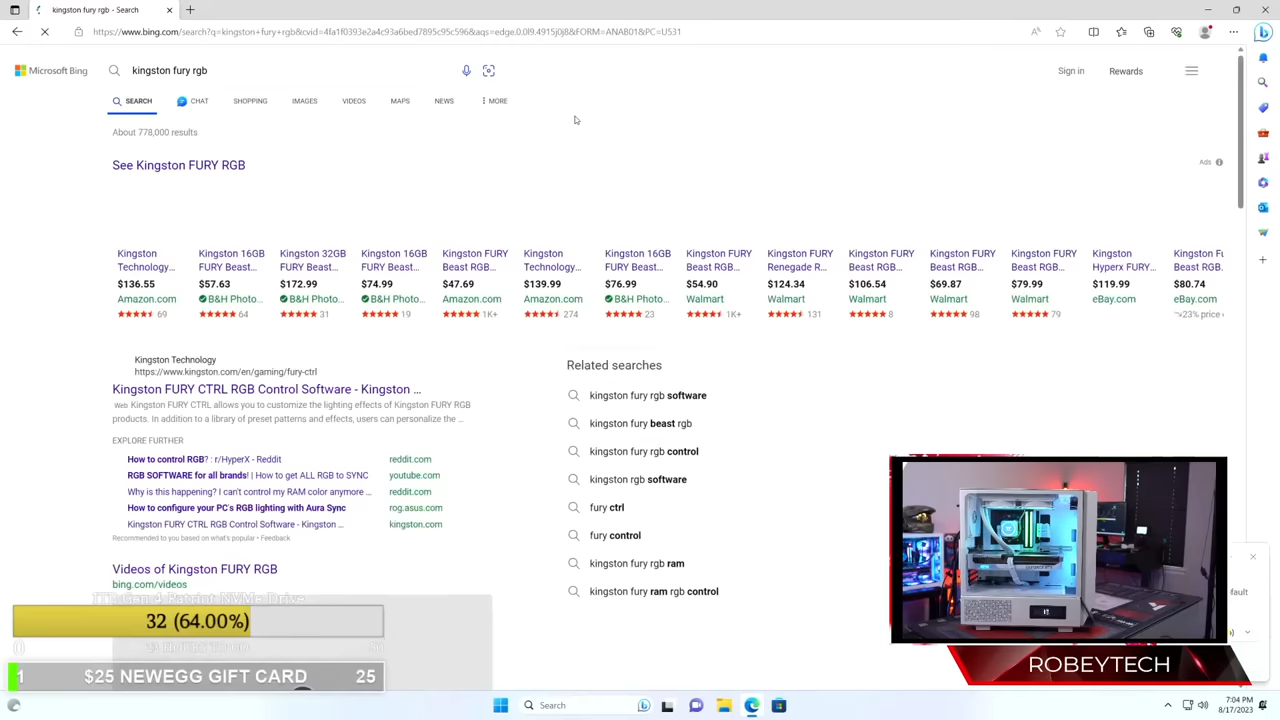 kingston fury rgb - Search
https://www.bing.com/search?q=kingston+fury+rgb&cvid=4fa1f0393e2a4c93a6bed7895c95c596&aqs=edge.0.0l9.4915j0j8&FORM=ANAB01&PC=U531
Microsoft Bing
kingston fury rgb
Sign in
Rewards
SEARCH
CHAT
SHOPPING
IMAGES
VIDEOS
MAPS
NEWS
MORE
About 778,000 results
See Kingston FURY RGB
Ads
Kingston Technology...
$136.55
Amazon.com
69
Kingston 16GB FURY Beast...
$57.63
B&H Photo...
64
Kingston 32GB FURY Beast...
$172.99
B&H Photo...
31
Kingston 16GB FURY Beast...
$74.99
B&H Photo...
19
Kingston FURY Beast RGB...
$47.69
Amazon.com
1K+
Kingston Technology...
$139.99
Amazon.com
274
Kingston 16GB FURY Beast...
$76.99
B&H Photo...
23
Kingston FURY Beast RGB...
$54.90
Walmart
1K+
Kingston FURY Renegade R...
$124.34
Walmart
131
Kingston FURY Beast RGB...
$106.54
Walmart
8
Kingston FURY Beast RGB...
$69.87
Walmart
98
Kingston FURY Beast RGB...
$79.99
Walmart
79
Kingston Hyperx FURY...
$119.99
eBay.com
Kingston Fu
Beast RGB.
$80.74
eBay.com
23% price
Kingston Technology
https://www.kingston.com/en/gaming/fury-ctrl
Kingston FURY CTRL RGB Control Software - Kingston ...
Web Kingston FURY CTRL allows you to customize the lighting effects of Kingston FURY RGB
products. In addition to a library of preset patterns and effects, users can personalize the ...
EXPLORE FURTHER
How to control RGB? : r/HyperX - Reddit reddit.com
RGB SOFTWARE for all brands! | How to get ALL RGB to SYNC youtube.com
Why is this happening? I can't control my RAM color anymore ... reddit.com
How to configure your PC's RGB lighting with Aura Sync rog.asus.com
Kingston FURY CTRL RGB Control Software - Kingston ... kingston.com
Recommended to you based on what's popular • Feedback
Videos of Kingston FURY RGB
bing.com/videos
Related searches
kingston fury rgb software
kingston fury beast rgb
kingston fury rgb control
kingston rgb software
fury ctrl
fury control
kingston fury rgb ram
kingston fury ram rgb control
ITR: Gen4 Patriot NVMe Drive
32 (64.00%)
50
1 $25 NEWEGG GIFT CARD 25
ROBEYTECH
efault
Search
7:04 PM
8/17/2023